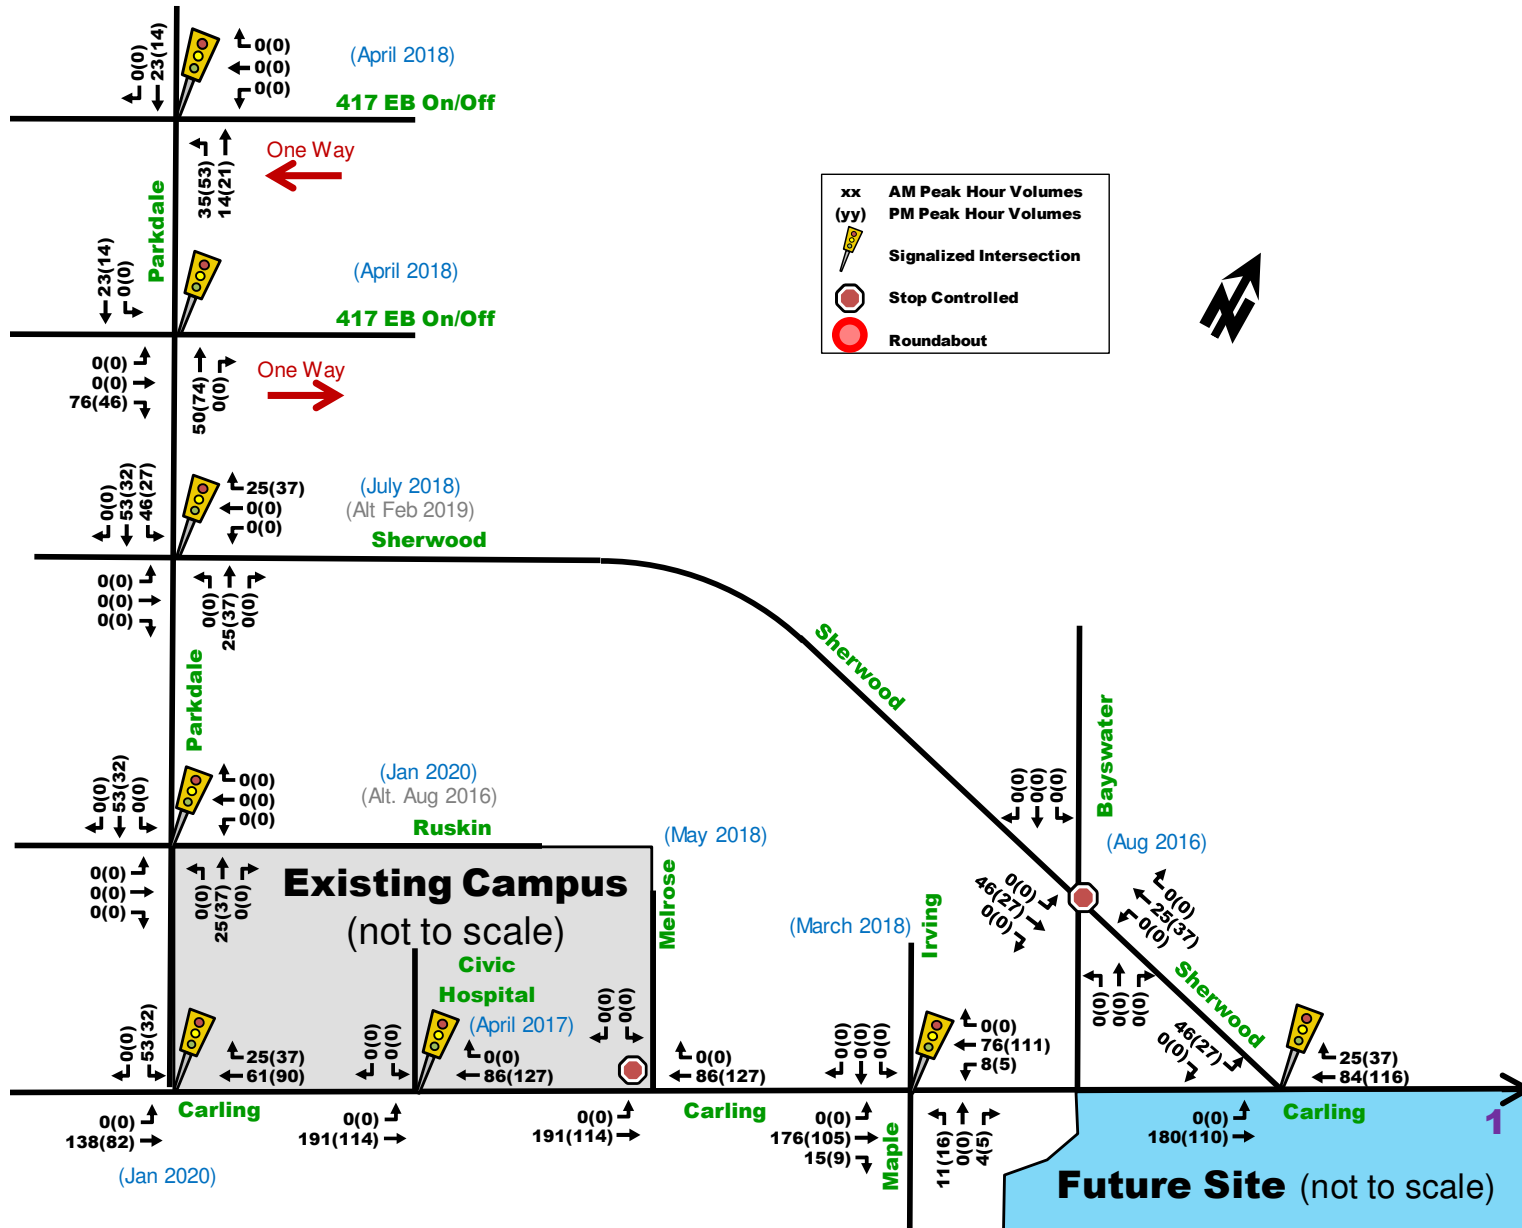 0(0)
23(14)
0(0)
0(0)
0(0)
(April 2018)
417 EB On/Off
35(53)
14(21)
One Way
Parkdale
xx AM Peak Hour Volumes
(yy) PM Peak Hour Volumes
Signalized Intersection
Stop Controlled
Roundabout
N
23(14)
0(0)
(April 2018)
417 EB On/Off
0(0)
0(0)
76(46)
50(74)
0(0)
One Way
0(0)
53(32)
46(27)
25(37)
0(0)
0(0)
(July 2018)
(Alt Feb 2019)
Sherwood
0(0)
0(0)
0(0)
0(0)
25(37)
0(0)
Parkdale
Sherwood
Bayswater
0(0)
53(32)
0(0)
0(0)
0(0)
0(0)
(Jan 2020)
(Alt. Aug 2016)
Ruskin
(May 2018)
0(0)
0(0)
0(0)
0(0)
25(37)
0(0)
Existing Campus
(not to scale)
Melrose
Civic
Hospital
(April 2017)
(March 2018)
Irving
0(0)
0(0)
0(0)
(Aug 2016)
0(0)
46(27)
0(0)
0(0)
25(37)
0(0)
0(0)
0(0)
0(0)
Sherwood
0(0)
53(32)
25(37)
61(90)
0(0)
0(0)
0(0)
86(127)
0(0)
0(0)
0(0)
86(127)
0(0)
0(0)
0(0)
0(0)
76(111)
8(5)
46(27)
0(0)
25(37)
84(116)
Carling
0(0)
138(82)
(Jan 2020)
0(0)
191(114)
0(0)
191(114)
Carling
0(0)
176(105)
15(9)
Maple
11(16)
0(0)
4(5)
0(0)
180(110)
Carling
1
Future Site (not to scale)